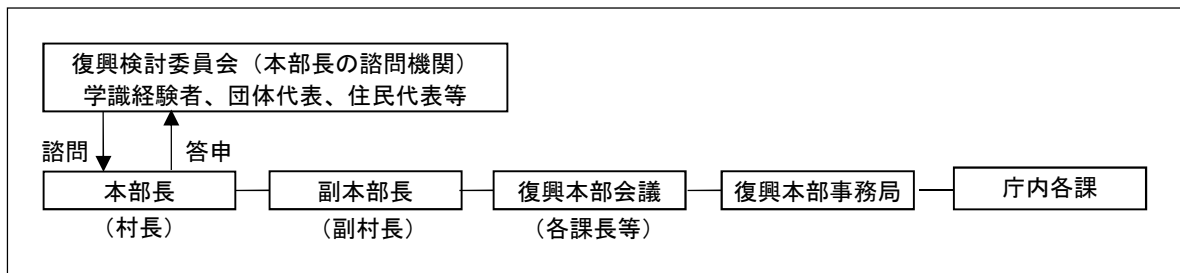 復興検討委員会（本部長の諮問機関）
学識経験者、団体代表、住民代表等
諮問 答申
本部長 副本部長 復興本部会議 復興本部事務局 庁内各課
（村長） （副村長） （各課長等）